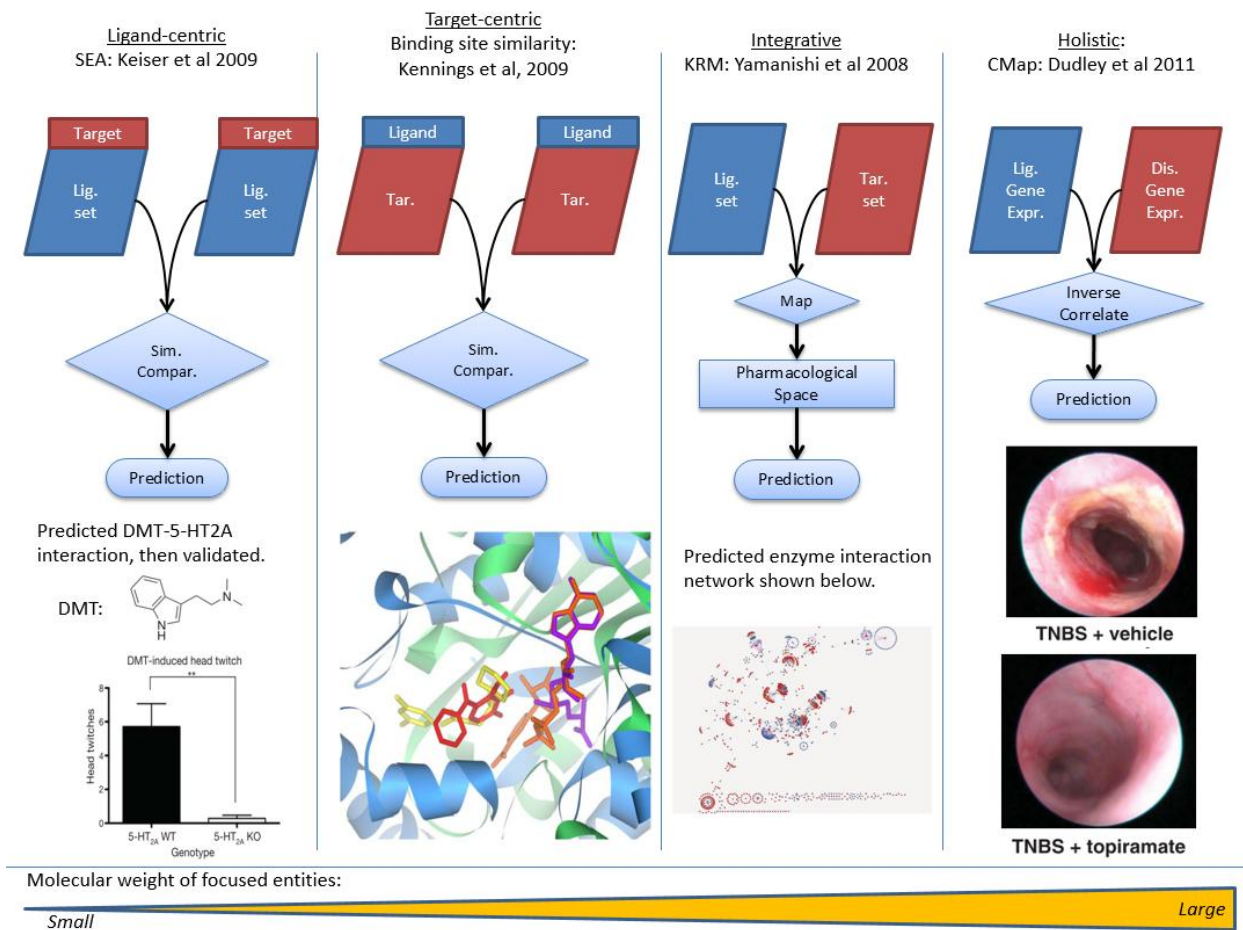 Ligand-centric
SEA: Keiser et al 2009
Target
Target
Lig.
set
Lig.
set
Sim.
Compar.
Prediction
Predicted DMT-5-HT2A
interaction, then validated.
DMT:
N
N
H
DMT-induced head twitch
**
8
6
4
2
0
Head twitches
5-HT2A WT
5-HT2A KO
Genotype
Target-centric
Binding site similarity:
Kennings et al, 2009
Ligand
Ligand
Tar.
Tar.
Sim.
Compar.
Prediction
Integrative
KRM: Yamanishi et al 2008
Lig.
set
Tar.
set
Map
Pharmacological
Space
Prediction
Predicted enzyme interaction
network shown below.
Holistic:
CMap: Dudley et al 2011
Lig.
Gene
Expr.
Dis.
Gene
Expr.
Inverse
Correlate
Prediction
TNBS + vehicle
TNBS + topiramate
Molecular weight of focused entities:
Small
Large